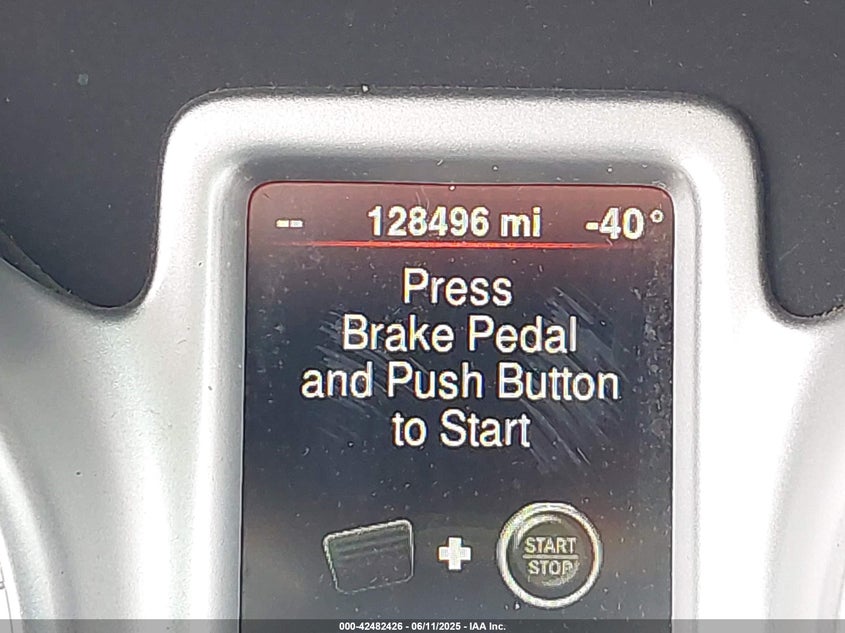 -- 128496 mi -40°
Press
Brake Pedal
and Push Button
to Start
START
STOP
000-42482426 - 06/11/2025 - IAA Inc.